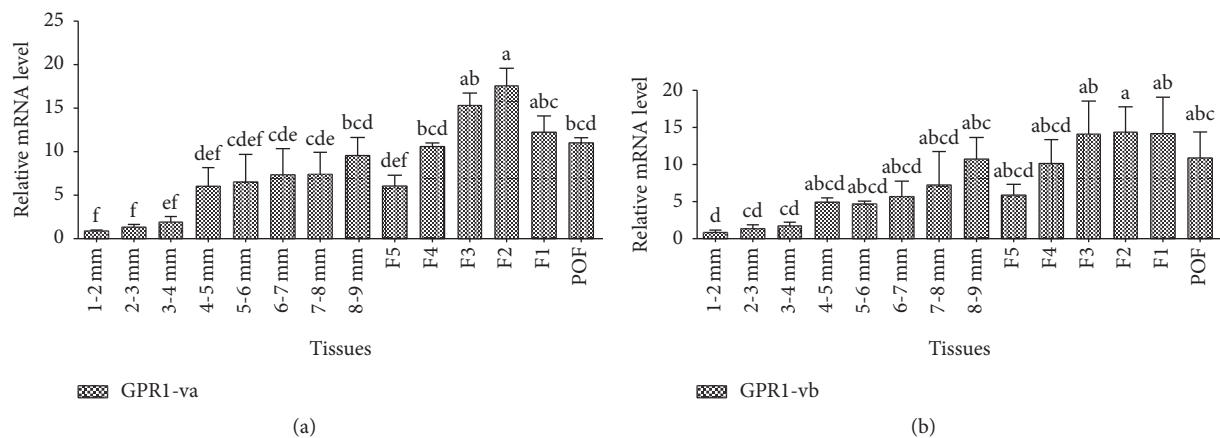 25
20
15
10
5
0
Relative mRNA level
f
f
ef
def
cdef
cde
cde
bcd
def
bcd
ab
a
abc
bcd
1-2 mm
2-3 mm
3-4 mm
4-5 mm
5-6 mm
6-7 mm
7-8 mm
8-9 mm
F5
F4
F3
F2
F1
POF
Tissues
GPR1-va
(a)
20
15
10
5
0
Relative mRNA level
d
cd
cd
abcd
abcd
abcd
abcd
abc
abcd
abcd
ab
a
ab
abc
1-2 mm
2-3 mm
3-4 mm
4-5 mm
5-6 mm
6-7 mm
7-8 mm
8-9 mm
F5
F4
F3
F2
F1
POF
Tissues
GPR1-vb
(b)